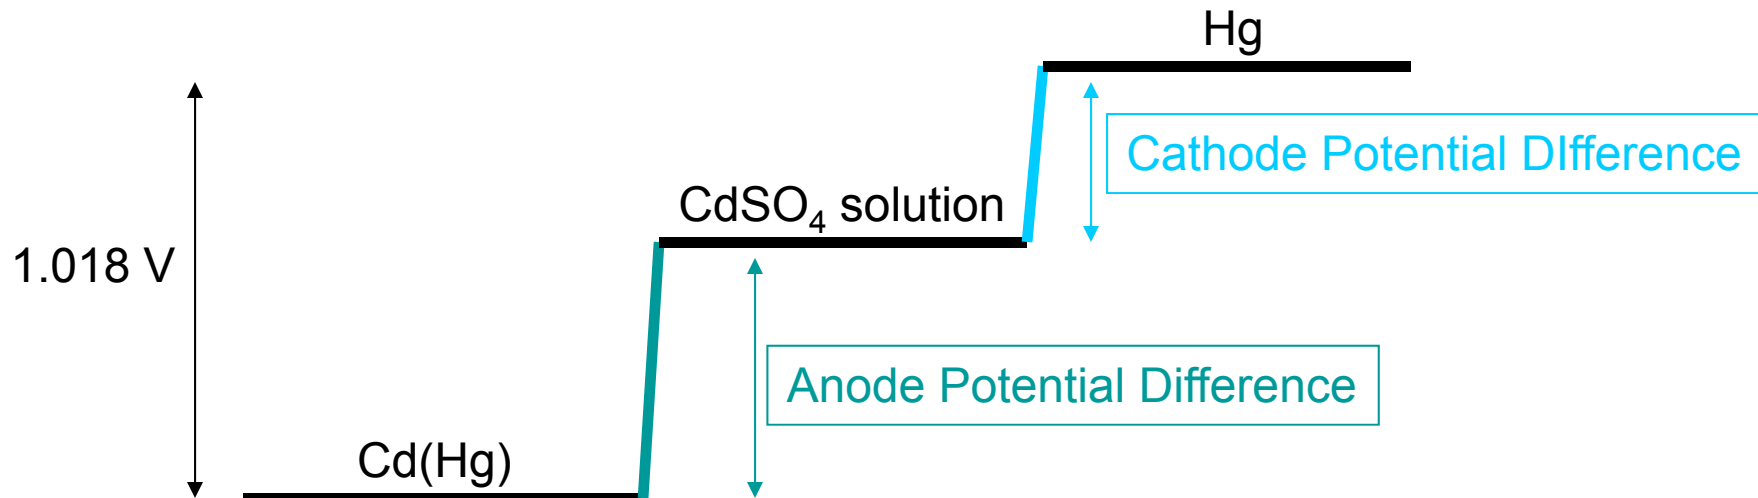 Hg
Cathode Potential DIfference
CdSO₄ solution
1.018 V
Anode Potential Difference
Cd(Hg)